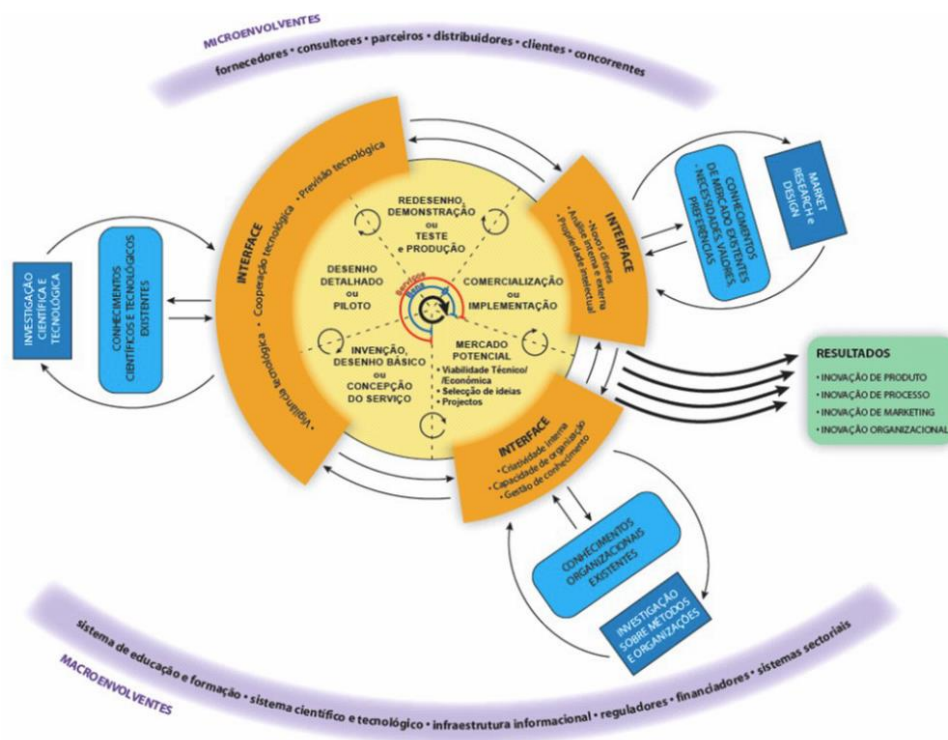 MICROENVOLVENTES
fornecedores • consultores • parceiros • distribuidores • clientes • concorrentes
INTERFACE
• Vigilância tecnológica • Cooperação tecnológica • Previsão tecnológica
REDESENHO,
DEMONSTRAÇÃO
ou
TESTE
e PRODUÇÃO
DESENHO
DETALHADO
ou
PILOTO
COMERCIALIZAÇÃO
ou
IMPLEMENTAÇÃO
INVENÇÃO,
DESENHO BÁSICO
ou
CONCEPÇÃO
DO SERVIÇO
MERCADO
POTENCIAL
• Viabilidade Técnico/
/Económica
• Selecção de ideias
• Projectos
serviços
INTERFACE
• Novos clientes
• Análise interna e externa
• Propriedade intelectual
INTERFACE
• Criatividade interna
• Capacidade de organização
• Gestão de conhecimento
INVESTIGAÇÃO
CIENTÍFICA E
TECNOLÓGICA
CONHECIMENTOS
CIENTÍFICOS E TECNOLÓGICOS
EXISTENTES
CONHECIMENTOS
DE MERCADO EXISTENTES
• NECESSIDADES, VALORES,
PREFERÊNCIAS
MARKET
RESEARCH e
DESIGN
RESULTADOS
• INOVAÇÃO DE PRODUTO
• INOVAÇÃO DE PROCESSO
• INOVAÇÃO DE MARKETING
• INOVAÇÃO ORGANIZACIONAL
CONHECIMENTOS
ORGANIZACIONAIS
EXISTENTES
INVESTIGAÇÃO
SOBRE MÉTODOS
E ORGANIZAÇÕES
sistema de educação e formação • sistema científico e tecnológico • infraestrutura informacional • reguladores • financiadores • sistemas sectoriais
MACROENVOLVENTES